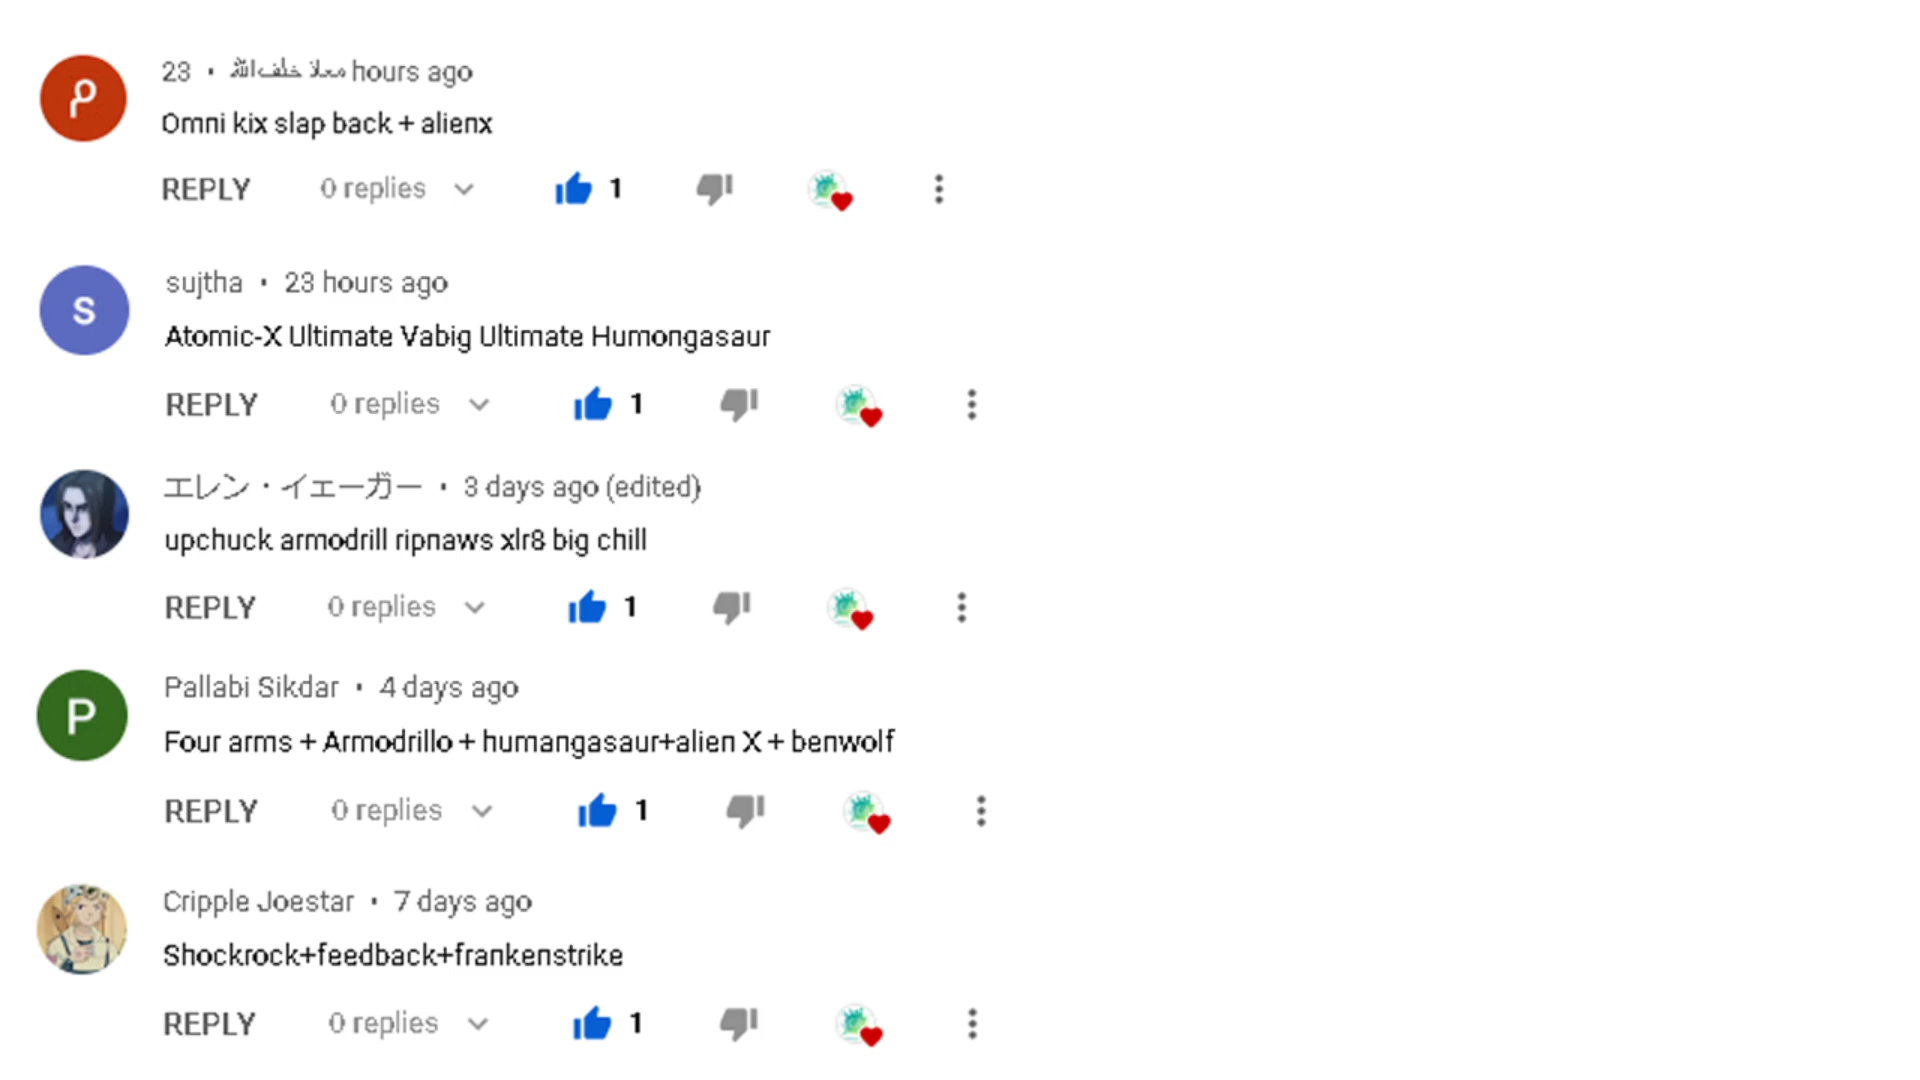 م
23 • معلا خلف الله hours ago
Omni kix slap back + alienx
REPLY 0 replies 1
S
sujtha • 23 hours ago
Atomic-X Ultimate Vabig Ultimate Humongasaur
REPLY 0 replies 1
エレン・イェーガー • 3 days ago (edited)
upchuck armodrill ripnaws xlr8 big chill
REPLY 0 replies 1
P
Pallabi Sikdar • 4 days ago
Four arms + Armodrillo + humangasaur+alien X + benwolf
REPLY 0 replies 1
Cripple Joestar • 7 days ago
Shockrock+feedback+frankenstrike
REPLY 0 replies 1